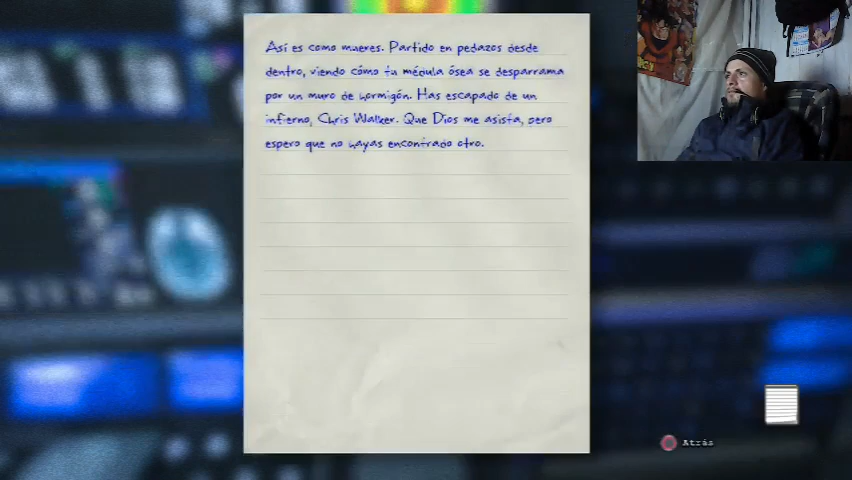 Así es como mueres. Partido en pedazos desde
dentro, viendo cómo tu médula ósea se desparrama
por un muro de hormigón. Has escapado de un
infierno, Chris Walker. Que Dios me asista, pero
espero que no hayas encontrado otro.
Atrás